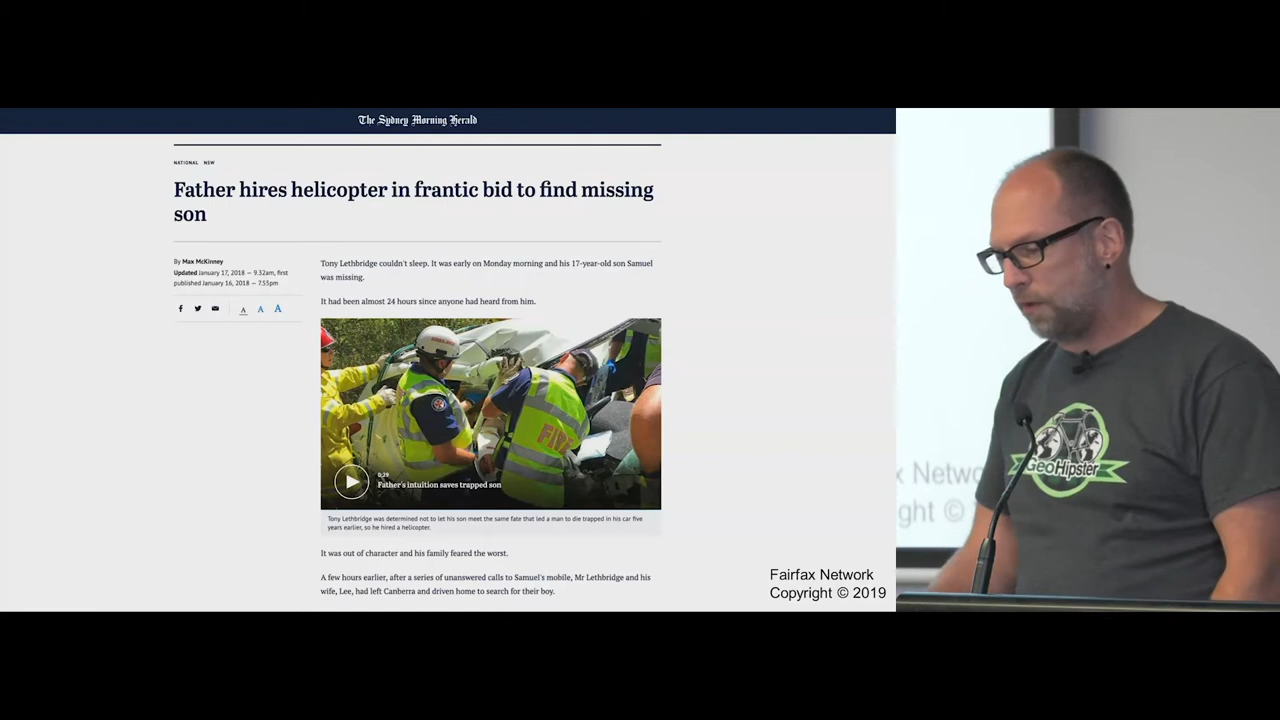 The Sydney Morning Herald
NATIONAL NSW
Father hires helicopter in frantic bid to find missing
son
By Max McKinney
Updated January 17, 2018 — 9.32am, first
published January 16, 2018 — 7.55pm
A A A
Tony Lethbridge couldn't sleep. It was early on Monday morning and his 17-year-old son Samuel
was missing.
It had been almost 24 hours since anyone had heard from him.
AMBULANCE
FIRE
0:39
Father's intuition saves trapped son
Tony Lethbridge was determined not to let his son meet the same fate that led a man to die trapped in his car five
years earlier, so he hired a helicopter.
It was out of character and his family feared the worst.
A few hours earlier, after a series of unanswered calls to Samuel's mobile, Mr Lethbridge and his
wife, Lee, had left Canberra and driven home to search for their boy.
Fairfax Network
Copyright © 2019
x Netwo
ght ©
GeoHipster